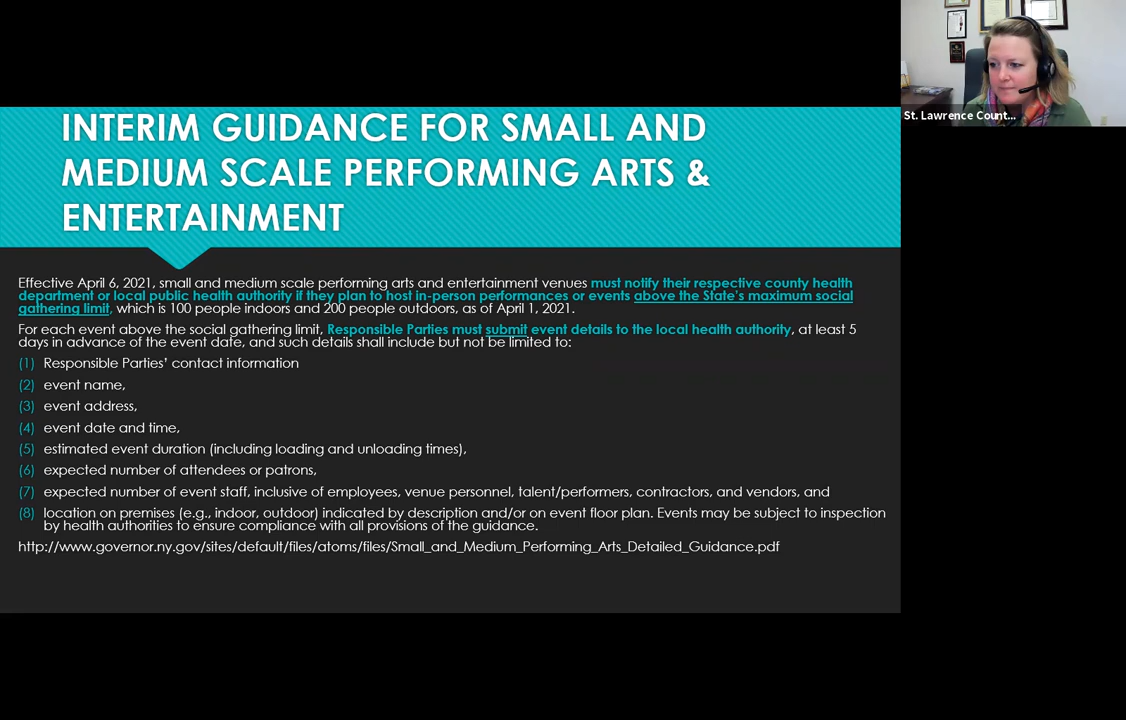 INTERIM GUIDANCE FOR SMALL AND
MEDIUM SCALE PERFORMING ARTS &
ENTERTAINMENT
St. Lawrence Count...
Effective April 6, 2021, small and medium scale performing arts and entertainment venues must notify their respective county health
department or local public health authority if they plan to host in-person performances or events above the State's maximum social
gathering limit, which is 100 people indoors and 200 people outdoors, as of April 1, 2021.
For each event above the social gathering limit, Responsible Parties must submit event details to the local health authority, at least 5
days in advance of the event date, and such details shall include but not be limited to:
(1) Responsible Parties' contact information
(2) event name,
(3) event address,
(4) event date and time,
(5) estimated event duration (including loading and unloading times),
(6) expected number of attendees or patrons,
(7) expected number of event staff, inclusive of employees, venue personnel, talent/performers, contractors, and vendors, and
(8) location on premises (e.g., indoor, outdoor) indicated by description and/or on event floor plan. Events may be subject to inspection
by health authorities to ensure compliance with all provisions of the guidance.
http://www.governor.ny.gov/sites/default/files/atoms/files/Small_and_Medium_Performing_Arts_Detailed_Guidance.pdf